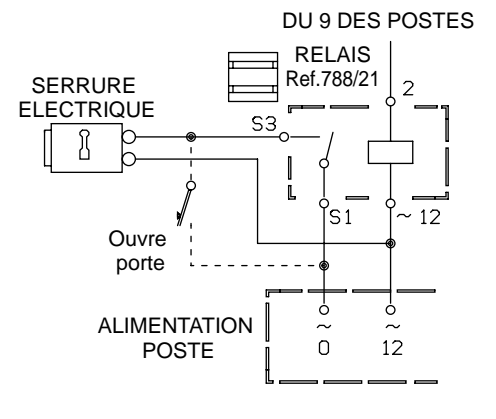 DU 9 DES POSTES
RELAIS
Ref.788/21
SERRURE
ELECTRIQUE
2
S3
S1
~ 12
Ouvre
porte
ALIMENTATION
POSTE
~ ~
0 12